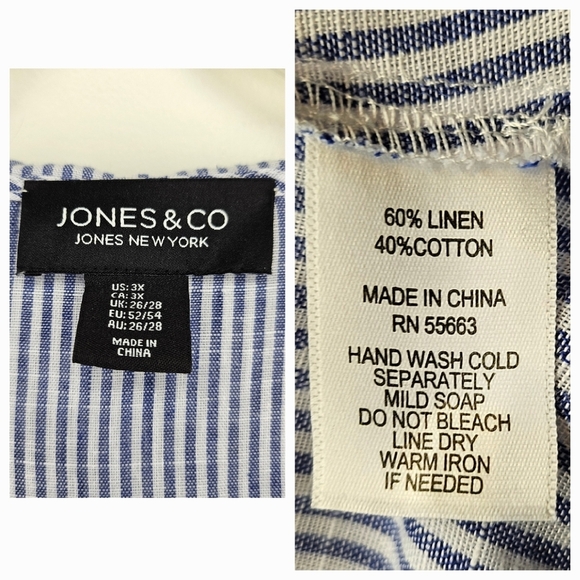 JONES & CO
JONES NEW YORK
US: 3X
CA: 3X
UK: 26/28
EU: 52/54
AU: 26/28
MADE IN
CHINA
60% LINEN
40%COTTON
MADE IN CHINA
RN 55663
HAND WASH COLD
SEPARATELY
MILD SOAP
DO NOT BLEACH
LINE DRY
WARM IRON
IF NEEDED